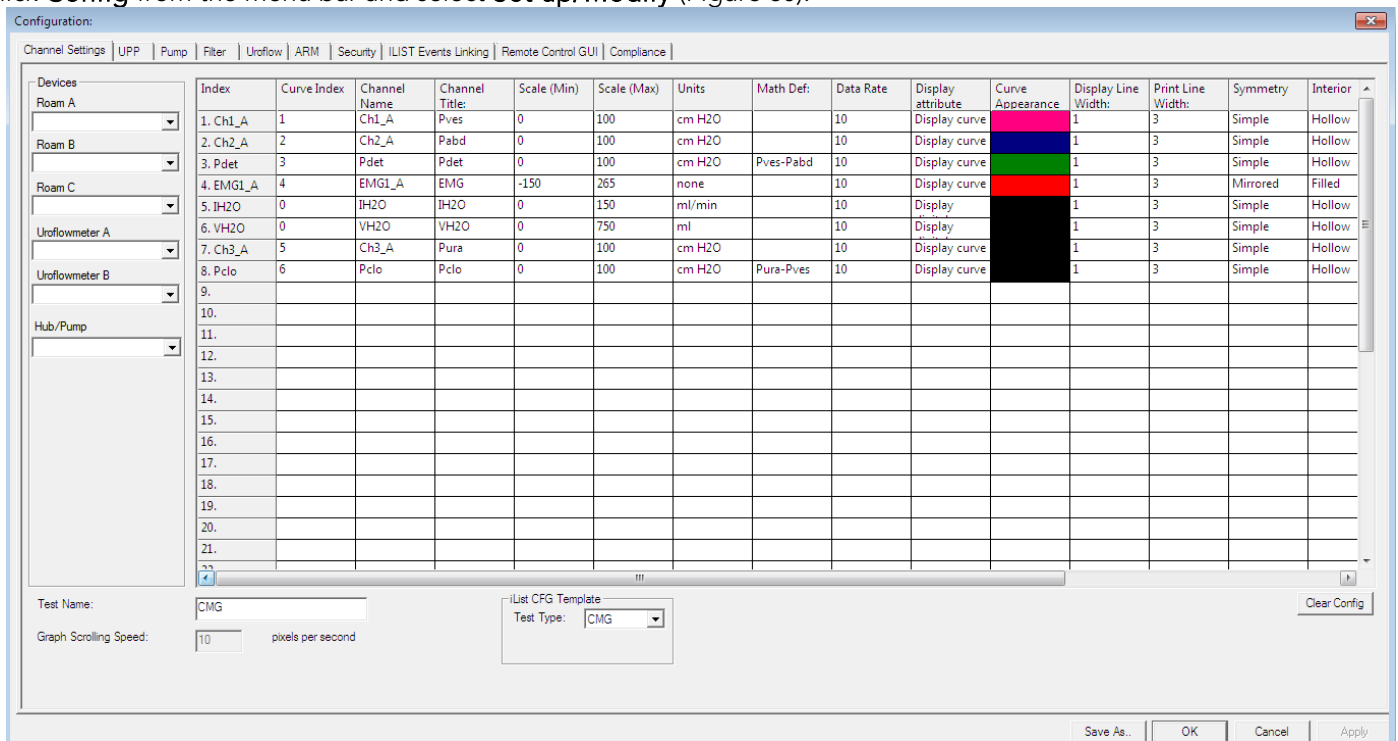 Config from the menu bar and select Set up/Modify
Configuration:
Channel Settings UPP Pump Filter Uroflow ARM Security ILIST Events Linking Remote Control GUI Compliance
Devices
Roam A
Roam B
Roam C
Uroflowmeter A
Uroflowmeter B
Hub/Pump
Index Curve Index Channel Name Channel Title: Scale (Min) Scale (Max) Units Math Def: Data Rate Display attribute Curve Appearance Display Line Width: Print Line Width: Symmetry Interior
1. Ch1_A 1 Ch1_A Pves 0 100 cm H2O 10 Display curve 1 3 Simple Hollow
2. Ch2_A 2 Ch2_A Pabd 0 100 cm H2O 10 Display curve 1 3 Simple Hollow
3. Pdet 3 Pdet Pdet 0 100 cm H2O Pves-Pabd 10 Display curve 1 3 Simple Hollow
4. EMG1_A 4 EMG1_A EMG -150 265 none 10 Display curve 1 3 Mirrored Filled
5. IH2O 0 IH2O IH2O 0 150 ml/min 10 Display 1 3 Simple Hollow
6. VH2O 0 VH2O VH2O 0 750 ml 10 Display 1 3 Simple Hollow
7. Ch3_A 5 Ch3_A Pura 0 100 cm H2O 10 Display curve 1 3 Simple Hollow
8. Pclo 6 Pclo Pclo 0 100 cm H2O Pura-Pves 10 Display curve 1 3 Simple Hollow
9.
10.
11.
12.
13.
14.
15.
16.
17.
18.
19.
20.
21.
Test Name: CMG
Graph Scrolling Speed: 10 pixels per second
iList CFG Template
Test Type: CMG
Clear Config
Save As.. OK Cancel Apply